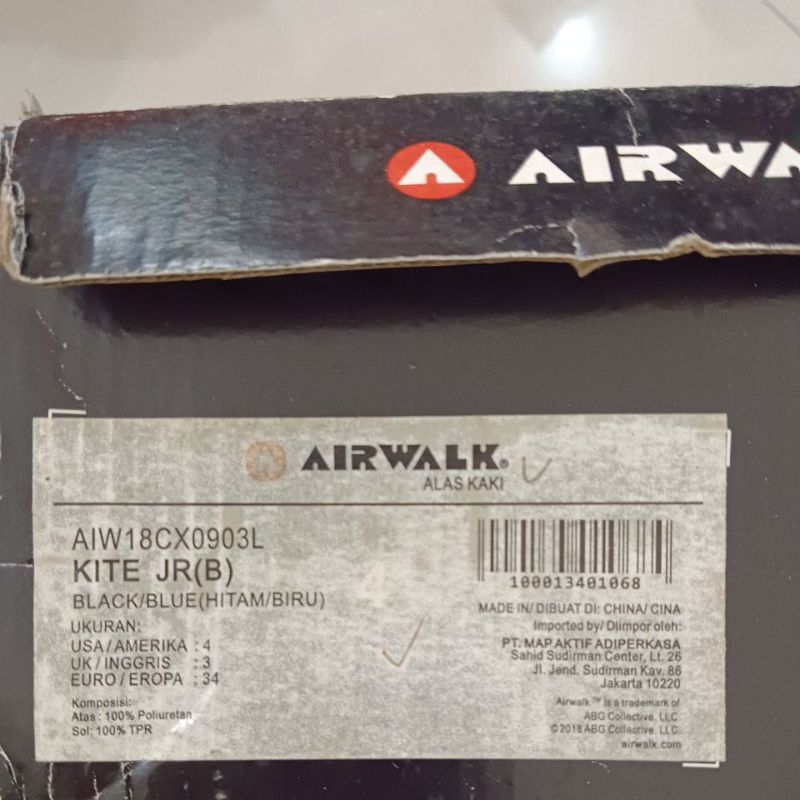 AIRWA
AIRWALK®
ALAS KAKI
AIW18CX0903L
KITE JR(B)
BLACK/BLUE(HITAM/BIRU)
UKURAN:
USA/AMERIKA : 4
UK/INGGRIS : 3
EURO/EROPA : 34
Komposisi:
Atas : 100% Poliuretan
Sol: 100% TPR
4
100013401068
MADE IN/DIBUAT DI: CHINA/CINA
Imported by/DIimpor oleh:
PT. MAP AKTIF ADIPERKASA
Sahid Sudirman Center, Lt. 26
Jl. Jend. Sudirman Kav. 86
Jakarta 10220
Airwalk ™ is a trademark of
ABG Collective, LLC
©2018 ABG Collective, LLC
airwalk.com